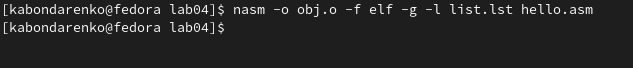 [kabondarenko@fedora lab04]$ nasm -o obj.o -f elf -g -l list.lst hello.asm
[kabondarenko@fedora lab04]$